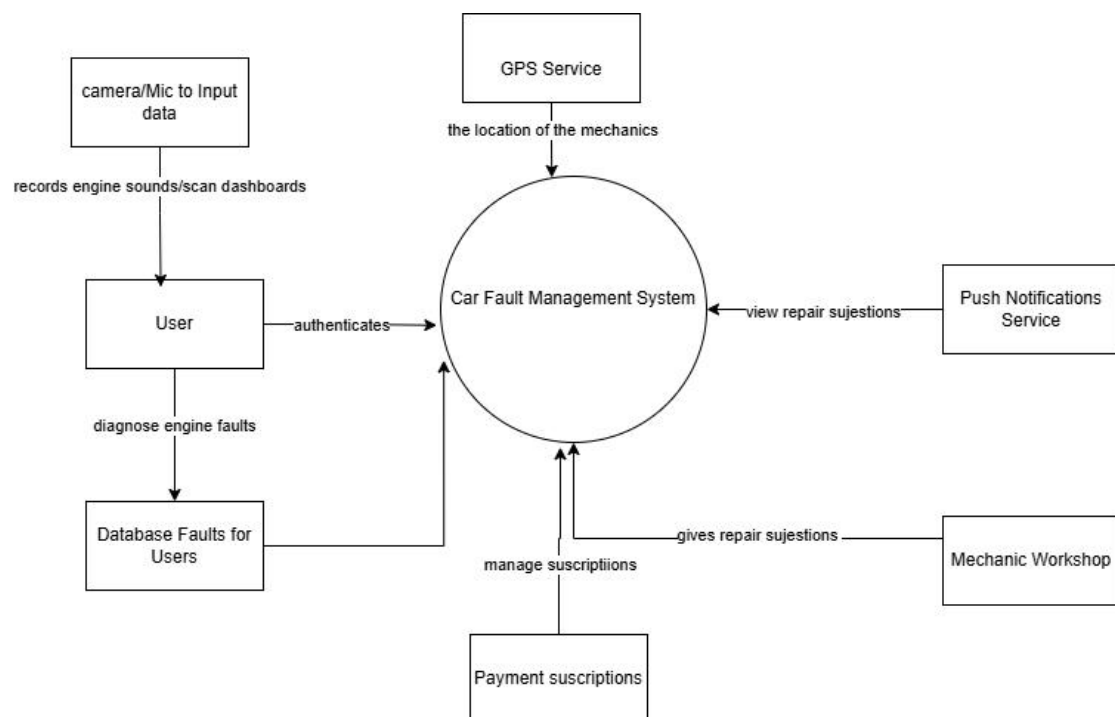 GPS Service
camera/Mic to Input
data
the location of the mechanics
records engine sounds/scan dashboards
Car Fault Management System
User
authenticates
view repair sujestions
Push Notifications
Service
diagnose engine faults
Database Faults for
Users
gives repair sujestions
Mechanic Workshop
manage suscriptiions
Payment suscriptions